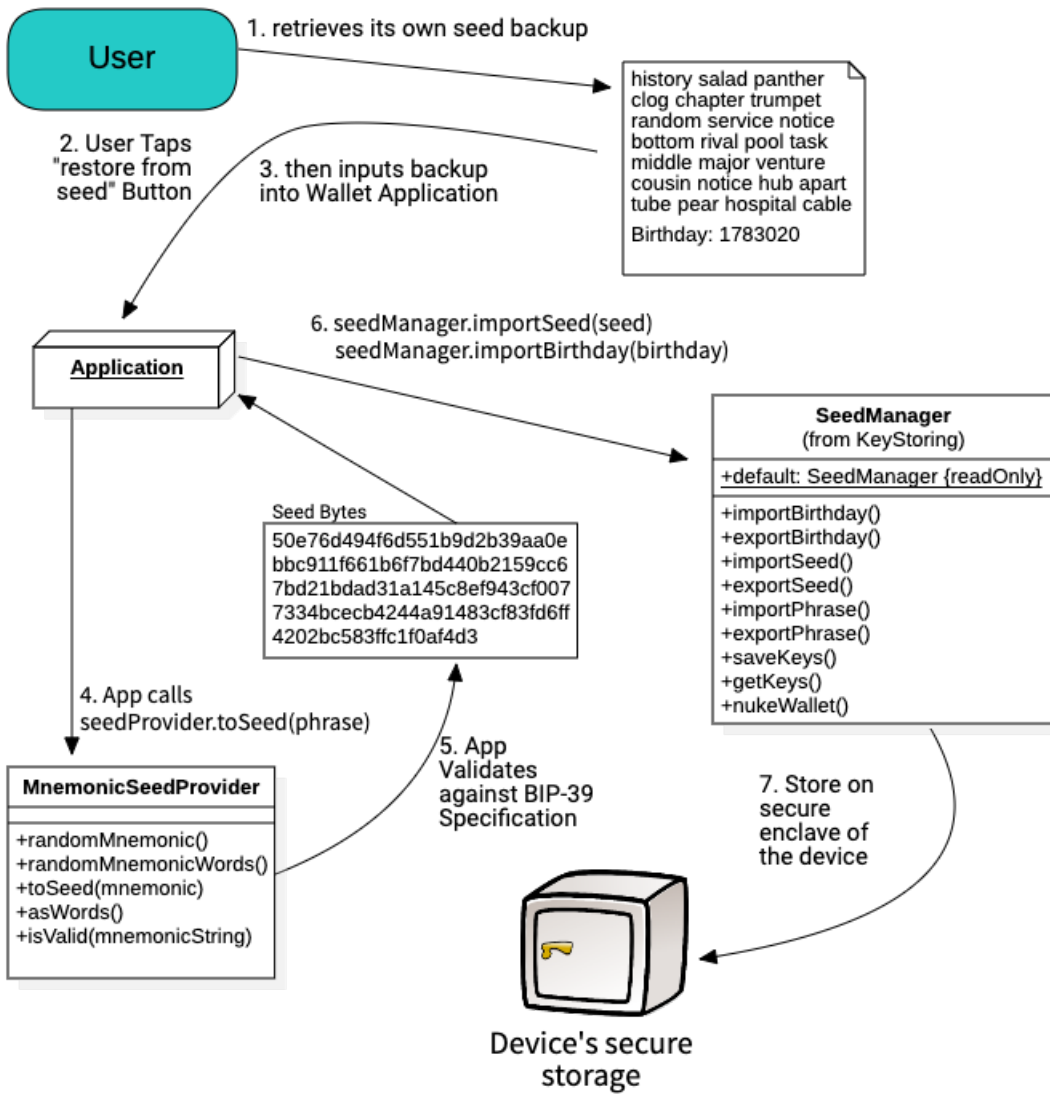 User
1. retrieves its own seed backup
history salad panther
clog chapter trumpet
random service notice
bottom rival pool task
middle major venture
cousin notice hub apart
tube pear hospital cable
Birthday: 1783020
2. User Taps
"restore from
seed" Button
3. then inputs backup
into Wallet Application
Application
6. seedManager.importSeed(seed)
seedManager.importBirthday(birthday)
SeedManager
(from KeyStoring)
+default: SeedManager {readOnly}
+importBirthday()
+exportBirthday()
+importSeed()
+exportSeed()
+importPhrase()
+exportPhrase()
+saveKeys()
+getKeys()
+nukeWallet()
Seed Bytes
50e76d494f6d551b9d2b39aa0e
bbc911f661b6f7bd440b2159cc6
7bd21bdad31a145c8ef943cf007
7334bcecb4244a91483cf83fd6ff
4202bc583ffc1f0af4d3
4. App calls
seedProvider.toSeed(phrase)
5. App
Validates
against BIP-39
Specification
MnemonicSeedProvider
+randomMnemonic()
+randomMnemonicWords()
+toSeed(mnemonic)
+asWords()
+isValid(mnemonicString)
7. Store on
secure
enclave of
the device
Device's secure
storage